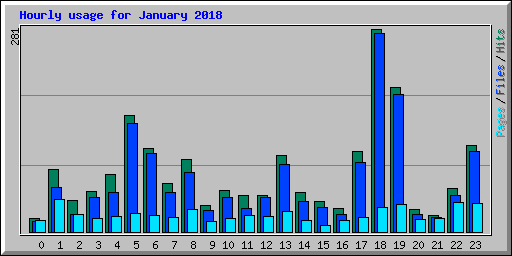 Hourly usage for January 2018
281
Pages / Files / Hits
0 1 2 3 4 5 6 7 8 9 10 11 12 13 14 15 16 17 18 19 20 21 22 23